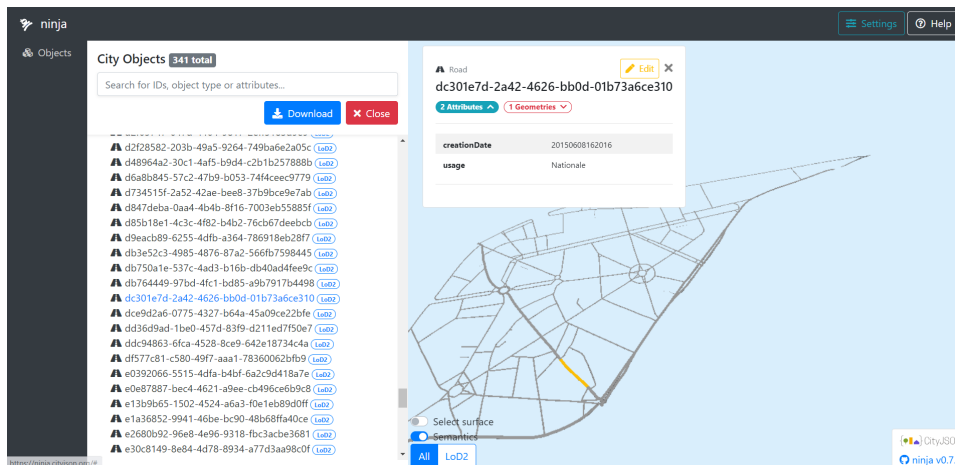 ninja
Settings
Help
Objects
City Objects 341 total
Search for IDs, object type or attributes...
Download
Close
d2f28582-203b-49a5-9264-749ba6e2a05c LoD2
d48964a2-30c1-4af5-b9d4-c2b1b257888b LoD2
d6a8b845-57c2-47b9-b053-74f4ceec9779 LoD2
d734515f-2a52-42ae-bee8-37b9bce9e7ab LoD2
d847deba-0aa4-4b4b-8f16-7003eb55885f LoD2
d85b18e1-4c3c-4f82-b4b2-76cb67deebcb LoD2
d9eacb89-6255-4dfb-a364-786918eb28f7 LoD2
db3e52c3-4985-4876-87a2-566fb7598445 LoD2
db750a1e-537c-4ad3-b16b-db40ad4fee9c LoD2
db764449-97bd-4fc1-bd85-a9b7917b4498 LoD2
dc301e7d-2a42-4626-bb0d-01b73a6ce310 LoD2
dce9d2a6-0775-4327-b64a-45a09ce22bfe LoD2
dd36d9ad-1be0-457d-83f9-d211ed7f50e7 LoD2
ddc94863-6fca-4528-8ce9-642e18734c4a LoD2
df577c81-c580-49f7-aaa1-78360062bfb9 LoD2
e0392066-5515-4dfa-b4bf-6a2c9d418a7e LoD2
e0e87887-bec4-4621-a9ee-cb496ce6b9c8 LoD2
e13b9b65-1502-4524-a6a3-f0e1eb89d0ff LoD2
e1a36852-9941-46be-bc90-48b68ffa40ce LoD2
e2680b92-96e8-4e96-9318-fbc3acbe3681 LoD2
e30c8149-8e84-4d78-8934-a77d3aa98c0f LoD2
Road
Edit
dc301e7d-2a42-4626-bb0d-01b73a6ce310
2 Attributes
1 Geometries
creationDate 20150608162016
usage Nationale
Select surface
Semantics
All LoD2
CityJSO
ninja v0.7.
https://ninja.cityjson.org/#